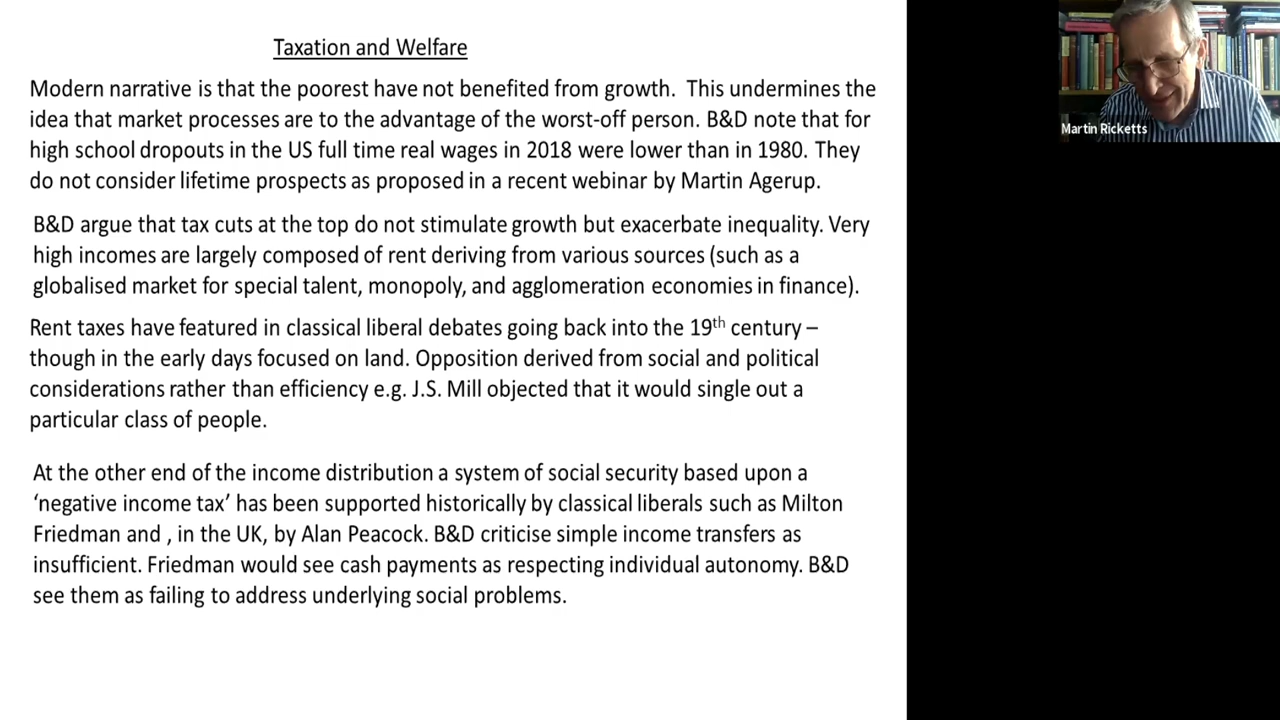 Taxation and Welfare
Modern narrative is that the poorest have not benefited from growth. This undermines the
idea that market processes are to the advantage of the worst-off person. B&D note that for
high school dropouts in the US full time real wages in 2018 were lower than in 1980. They
do not consider lifetime prospects as proposed in a recent webinar by Martin Agerup.
B&D argue that tax cuts at the top do not stimulate growth but exacerbate inequality. Very
high incomes are largely composed of rent deriving from various sources (such as a
globalised market for special talent, monopoly, and agglomeration economies in finance).
Rent taxes have featured in classical liberal debates going back into the 19th century –
though in the early days focused on land. Opposition derived from social and political
considerations rather than efficiency e.g. J.S. Mill objected that it would single out a
particular class of people.
At the other end of the income distribution a system of social security based upon a
‘negative income tax’ has been supported historically by classical liberals such as Milton
Friedman and , in the UK, by Alan Peacock. B&D criticise simple income transfers as
insufficient. Friedman would see cash payments as respecting individual autonomy. B&D
see them as failing to address underlying social problems.
Martin Ricketts